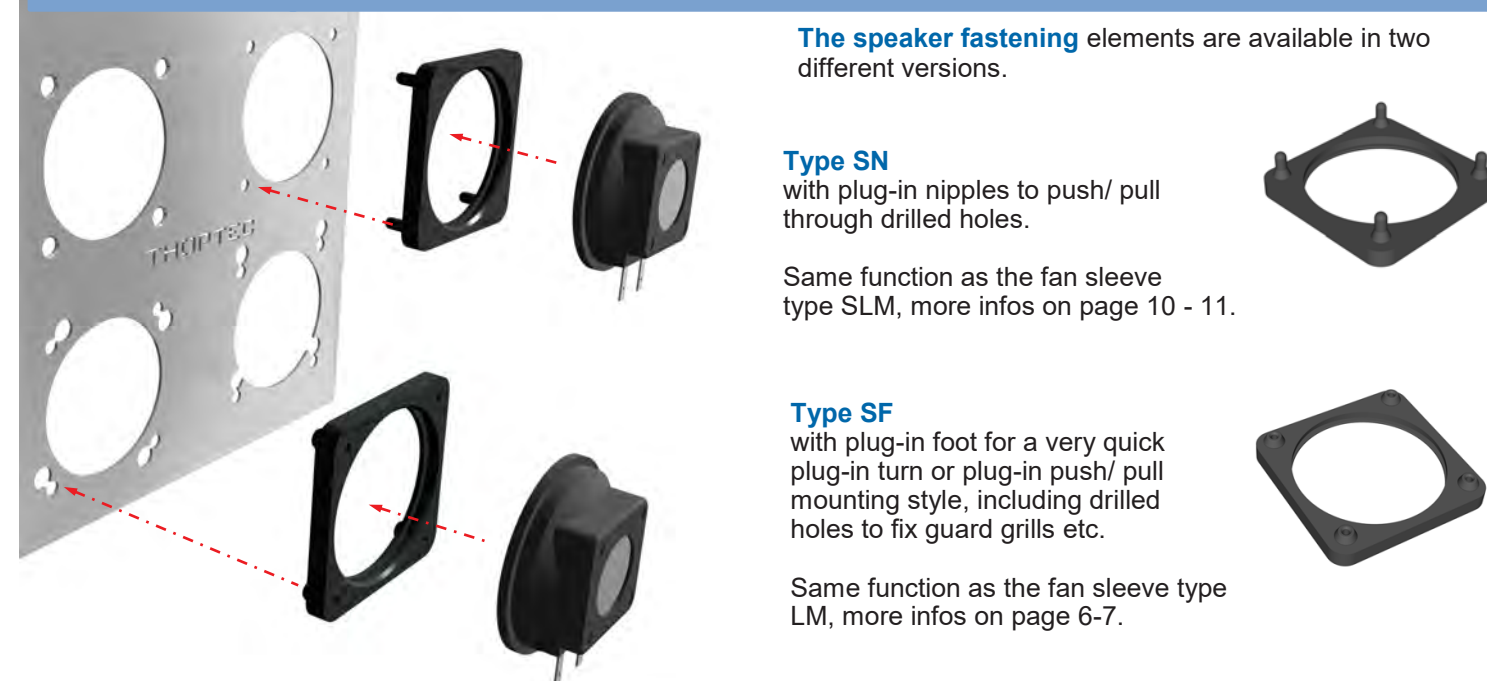 The speaker fastening elements are available in two
different versions.
Type SN
with plug-in nipples to push/ pull
through drilled holes.
Same function as the fan sleeve
type SLM, more infos on page 10 - 11.
THOPTEC
Type SF
with plug-in foot for a very quick
plug-in turn or plug-in push/ pull
mounting style, including drilled
holes to fix guard grills etc.
Same function as the fan sleeve type
LM, more infos on page 6-7.